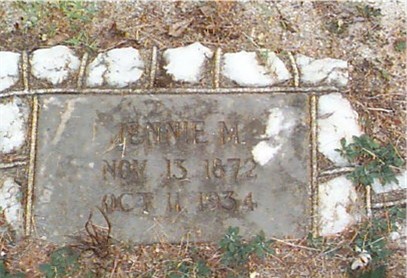 JENNIE M.
NOV. 13, 1872
OCT. 11, 1934